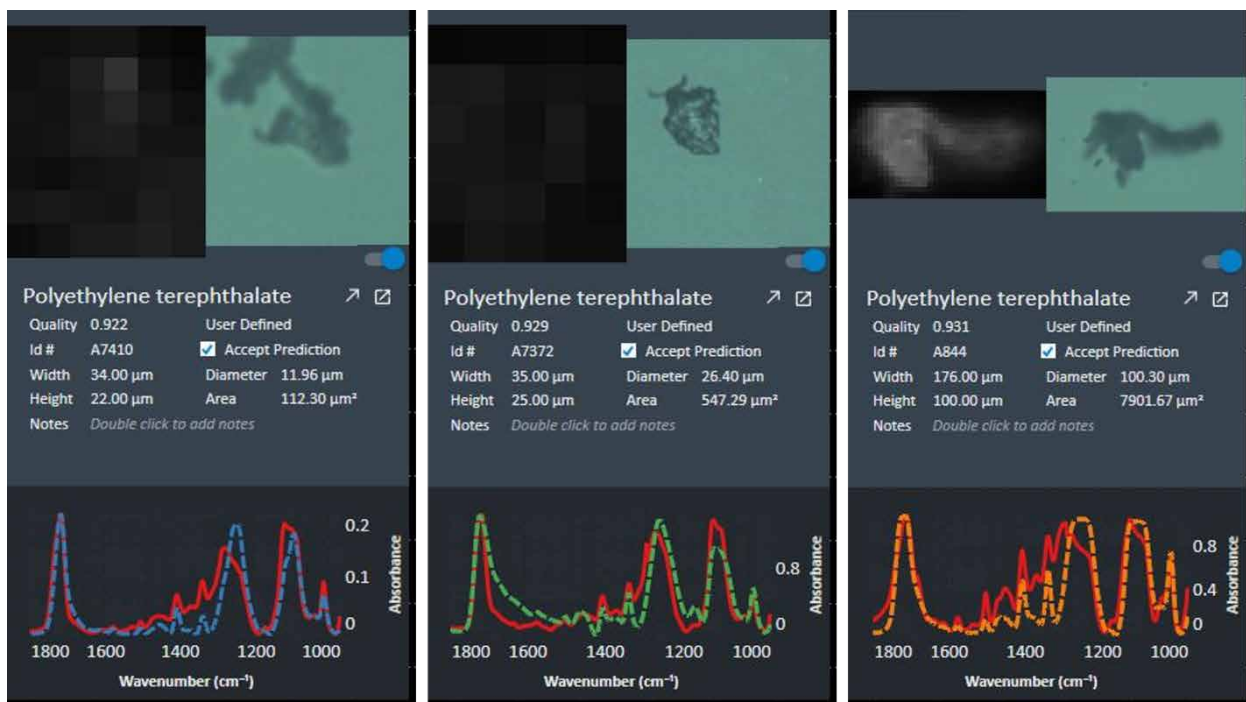 Polyethylene terephthalate
Quality 0.922 User Defined
Id # A7410 Accept Prediction
Width 34.00 µm Diameter 11.96 µm
Height 22.00 µm Area 112.30 µm²
Notes Double click to add notes
0.2
0.1
0
Absorbance
1800 1600 1400 1200 1000
Wavenumber (cm⁻¹)
Polyethylene terephthalate
Quality 0.929 User Defined
Id # A7372 Accept Prediction
Width 35.00 µm Diameter 26.40 µm
Height 25.00 µm Area 547.29 µm²
Notes Double click to add notes
0.8
0
Absorbance
1800 1600 1400 1200 1000
Wavenumber (cm⁻¹)
Polyethylene terephthalate
Quality 0.931 User Defined
Id # A844 Accept Prediction
Width 176.00 µm Diameter 100.30 µm
Height 100.00 µm Area 7901.67 µm²
Notes Double click to add notes
0.8
0.4
0
Absorbance
1800 1600 1400 1200 1000
Wavenumber (cm⁻¹)